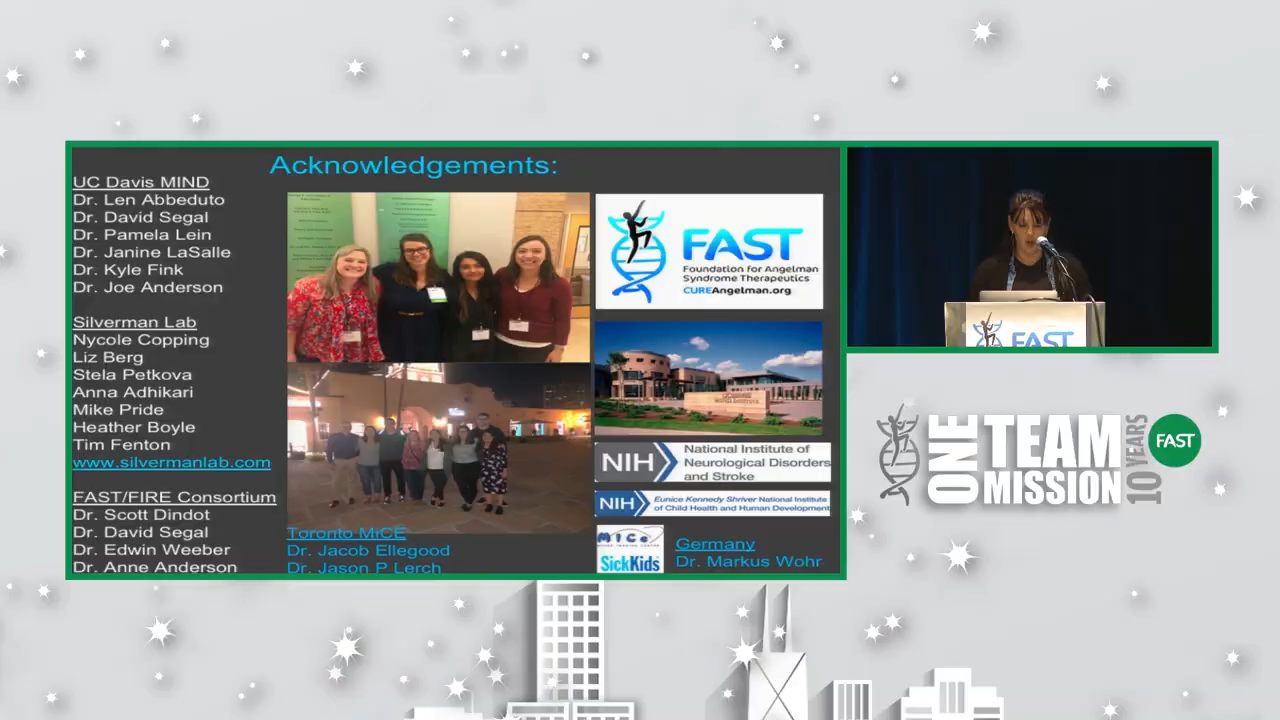 Acknowledgements:
UC Davis MIND
Dr. Len Abbeduto
Dr. David Segal
Dr. Pamela Lein
Dr. Janine LaSalle
Dr. Kyle Fink
Dr. Joe Anderson
Silverman Lab
Nycole Copping
Liz Berg
Stela Petkova
Anna Adhikari
Mike Pride
Heather Boyle
Tim Fenton
www.silvermanlab.com
FAST/FIRE Consortium
Dr. Scott Dindot
Dr. David Segal
Dr. Edwin Weeber
Dr. Anne Anderson
Toronto MICE
Dr. Jacob Ellegood
Dr. Jason P Lerch
FAST
Foundation for Angelman
Syndrome Therapeutics
CUREAngelman.org
NIH
National Institute of
Neurological Disorders
and Stroke
NIH
Eunice Kennedy Shriver National Institute
of Child Health and Human Development
MICe
SickKids
Germany
Dr. Markus Wohr
FAST
ONE
TEAM
MISSION
10 YEARS
FAST